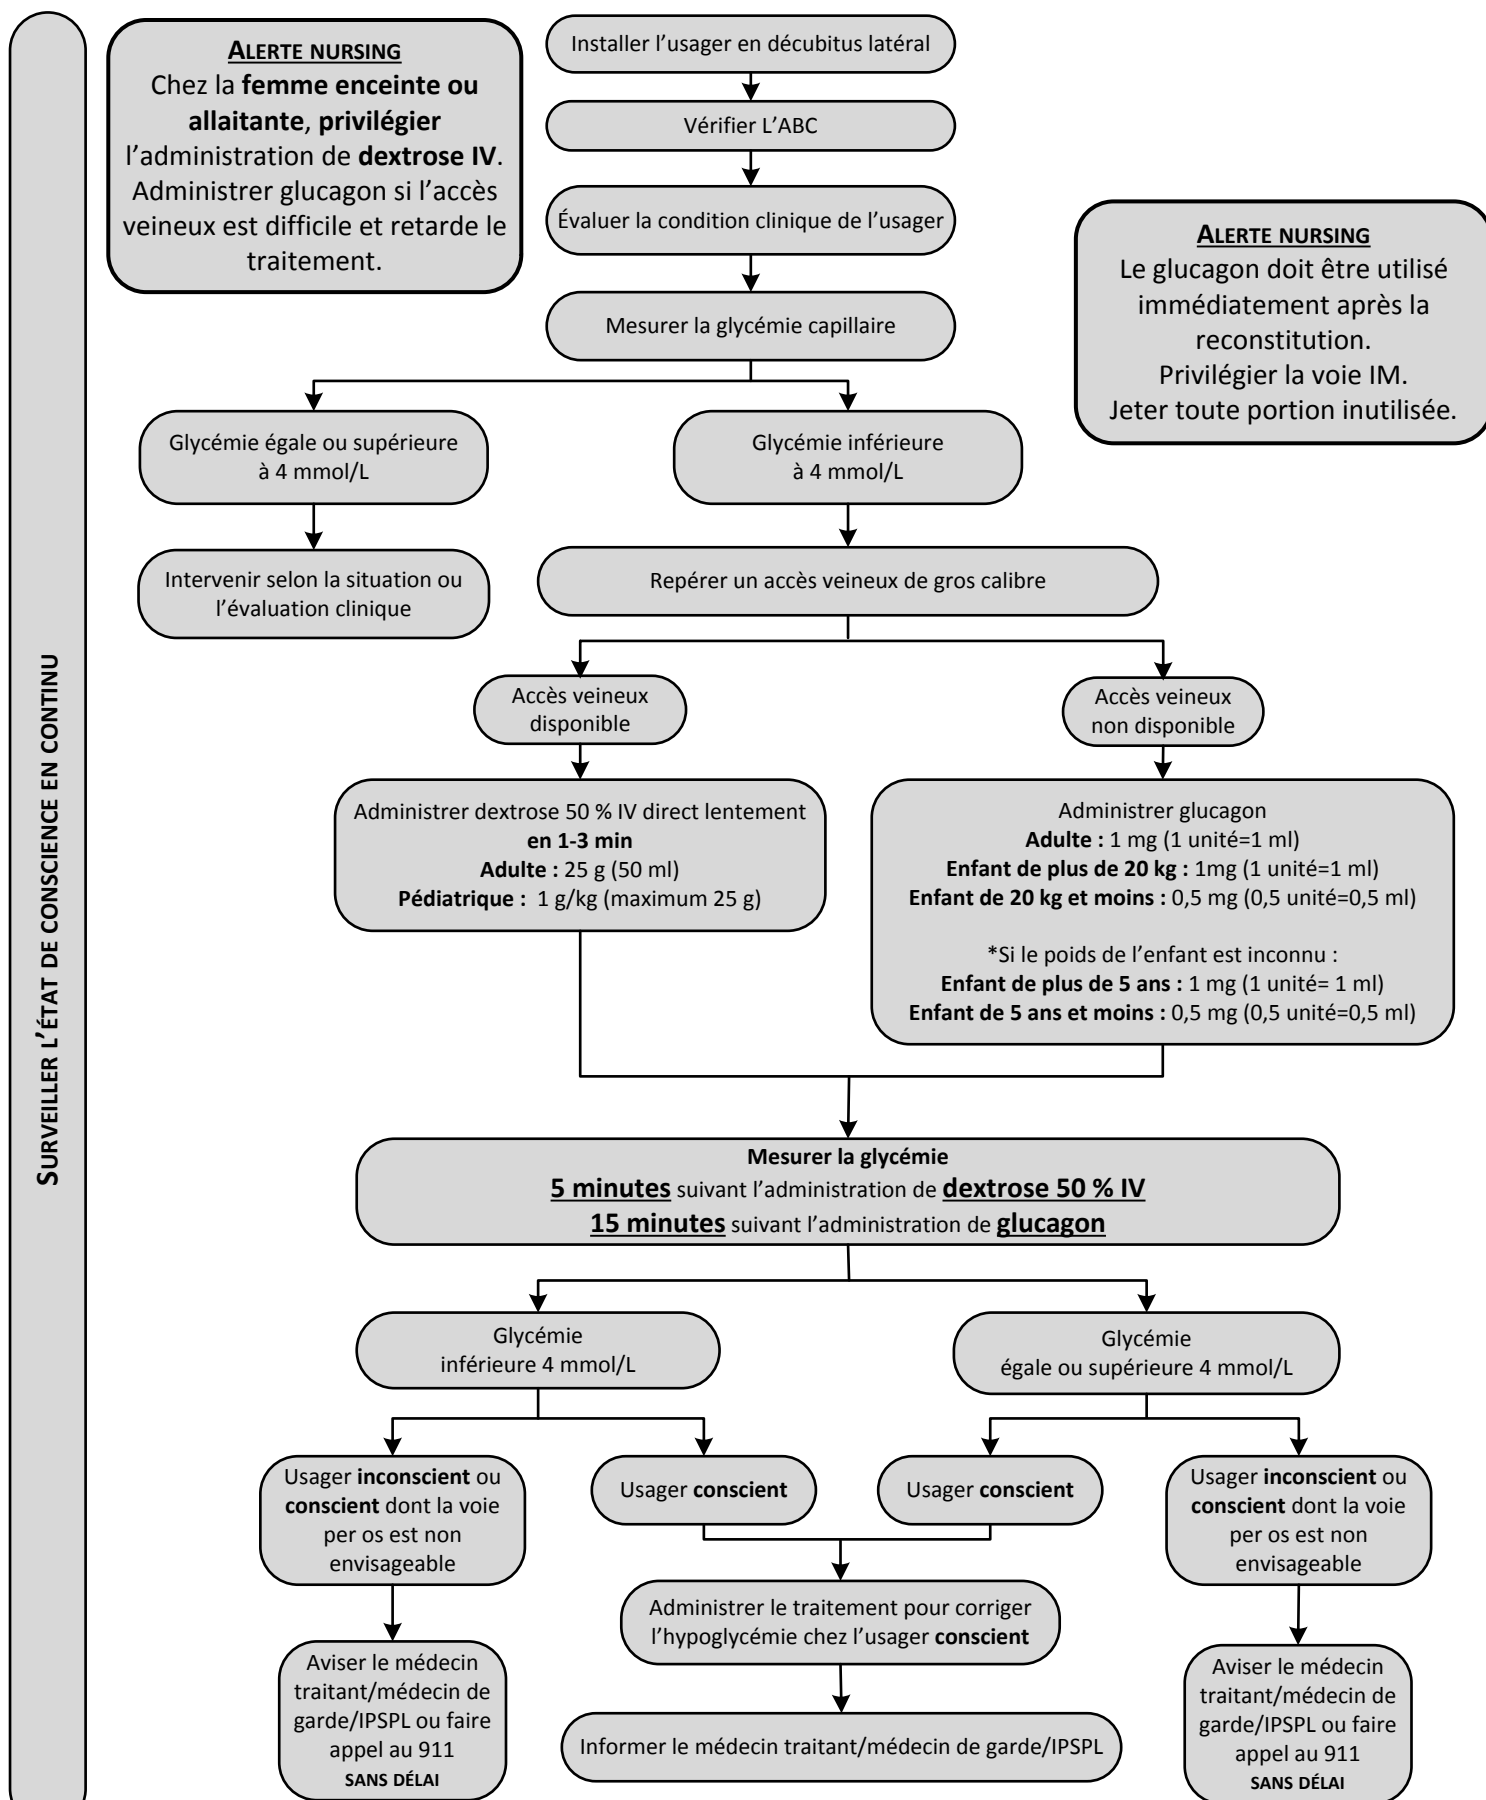 SURVEILLER L'ÉTAT DE CONSCIENCE EN CONTINU
ALERTE NURSING
Chez la femme enceinte ou
allaitante, privilégier
l'administration de dextrose IV.
Administrer glucagon si l'accès
veineux est difficile et retarde le
traitement.
Installer l'usager en décubitus latéral
Vérifier L'ABC
Évaluer la condition clinique de l'usager
Mesurer la glycémie capillaire
ALERTE NURSING
Le glucagon doit être utilisé
immédiatement après la
reconstitution.
Privilégier la voie IM.
Jeter toute portion inutilisée.
Glycémie égale ou supérieure
à 4 mmol/L
Glycémie inférieure
à 4 mmol/L
Intervenir selon la situation ou
l'évaluation clinique
Repérer un accès veineux de gros calibre
Accès veineux
disponible
Accès veineux
non disponible
Administrer dextrose 50 % IV direct lentement
en 1-3 min
Adulte : 25 g (50 ml)
Pédiatrique : 1 g/kg (maximum 25 g)
Administrer glucagon
Adulte : 1 mg (1 unité=1 ml)
Enfant de plus de 20 kg : 1mg (1 unité=1 ml)
Enfant de 20 kg et moins : 0,5 mg (0,5 unité=0,5 ml)
*Si le poids de l'enfant est inconnu :
Enfant de plus de 5 ans : 1 mg (1 unité= 1 ml)
Enfant de 5 ans et moins : 0,5 mg (0,5 unité=0,5 ml)
Mesurer la glycémie
5 minutes suivant l'administration de dextrose 50 % IV
15 minutes suivant l'administration de glucagon
Glycémie
inférieure 4 mmol/L
Glycémie
égale ou supérieure 4 mmol/L
Usager inconscient ou
conscient dont la voie
per os est non
envisageable
Usager conscient
Usager conscient
Usager inconscient ou
conscient dont la voie
per os est non
envisageable
Administrer le traitement pour corriger
l'hypoglycémie chez l'usager conscient
Aviser le médecin
traitant/médecin de
garde/IPSPL ou faire
appel au 911
SANS DÉLAI
Informer le médecin traitant/médecin de garde/IPSPL
Aviser le médecin
traitant/médecin de
garde/IPSPL ou faire
appel au 911
SANS DÉLAI